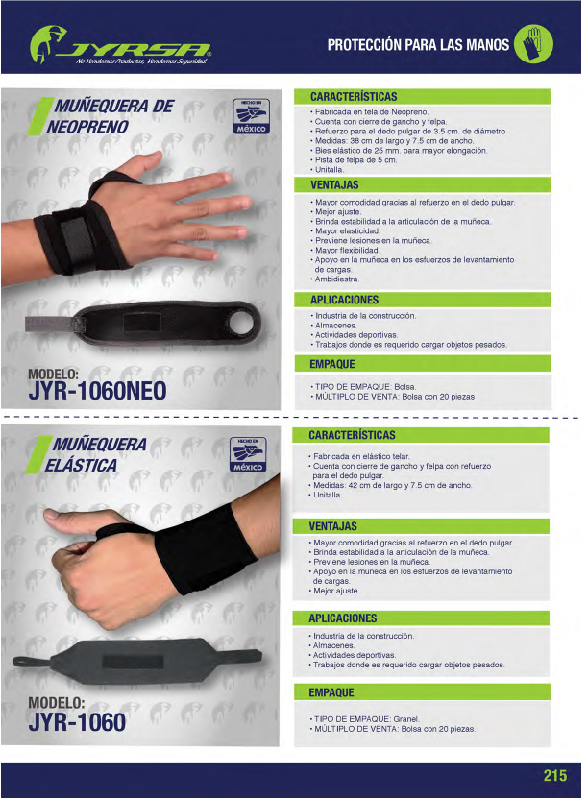 JYRSA
No Vendemos Productos, Vendemos Seguridad
PROTECCIÓN PARA LAS MANOS
MUÑEQUERA DE
NEOPRENO
HECHO EN
MÉXICO
MODELO:
JYR-1060NEO
CARACTERÍSTICAS
• Fabricada en tela de Neopreno.
• Cuenta con cierre de gancho y felpa.
• Refuerzo para el dedo pulgar de 3.5 cm. de diámetro
• Medidas: 38 cm de largo y 7.5 cm de ancho.
• Bies elástico de 25 mm. para mayor elongación.
• Pista de felpa de 5 cm.
• Unitalla.
VENTAJAS
• Mayor comodidad gracias al refuerzo en el dedo pulgar.
• Mejor ajuste.
• Brinda estabilidad a la articulación de la muñeca.
• Mayor elasticidad.
• Previene lesiones en la muñeca.
• Mayor flexibilidad.
• Apoyo en la muñeca en los esfuerzos de levantamiento
de cargas.
• Ambidiestra.
APLICACIONES
• Industria de la construcción.
• Almacenes.
• Actividades deportivas.
• Trabajos donde es requerido cargar objetos pesados.
EMPAQUE
• TIPO DE EMPAQUE: Bolsa.
• MÚLTIPLO DE VENTA: Bolsa con 20 piezas
MUÑEQUERA
ELÁSTICA
HECHO EN
MÉXICO
MODELO:
JYR-1060
CARACTERÍSTICAS
• Fabricada en elástico telar.
• Cuenta con cierre de gancho y felpa con refuerzo
para el dedo pulgar.
• Medidas: 42 cm de largo y 7.5 cm de ancho.
• Unitalla
VENTAJAS
• Mayor comodidad gracias al refuerzo en el dedo pulgar
• Brinda estabilidad a la articulación de la muñeca.
• Previene lesiones en la muñeca.
• Apoyo en la muñeca en los esfuerzos de levantamiento
de cargas.
• Mejor ajuste
APLICACIONES
• Industria de la construcción.
• Almacenes.
• Actividades deportivas.
• Trabajos donde es requerido cargar objetos pesados.
EMPAQUE
• TIPO DE EMPAQUE: Granel.
• MÚLTIPLO DE VENTA: Bolsa con 20 piezas.
215